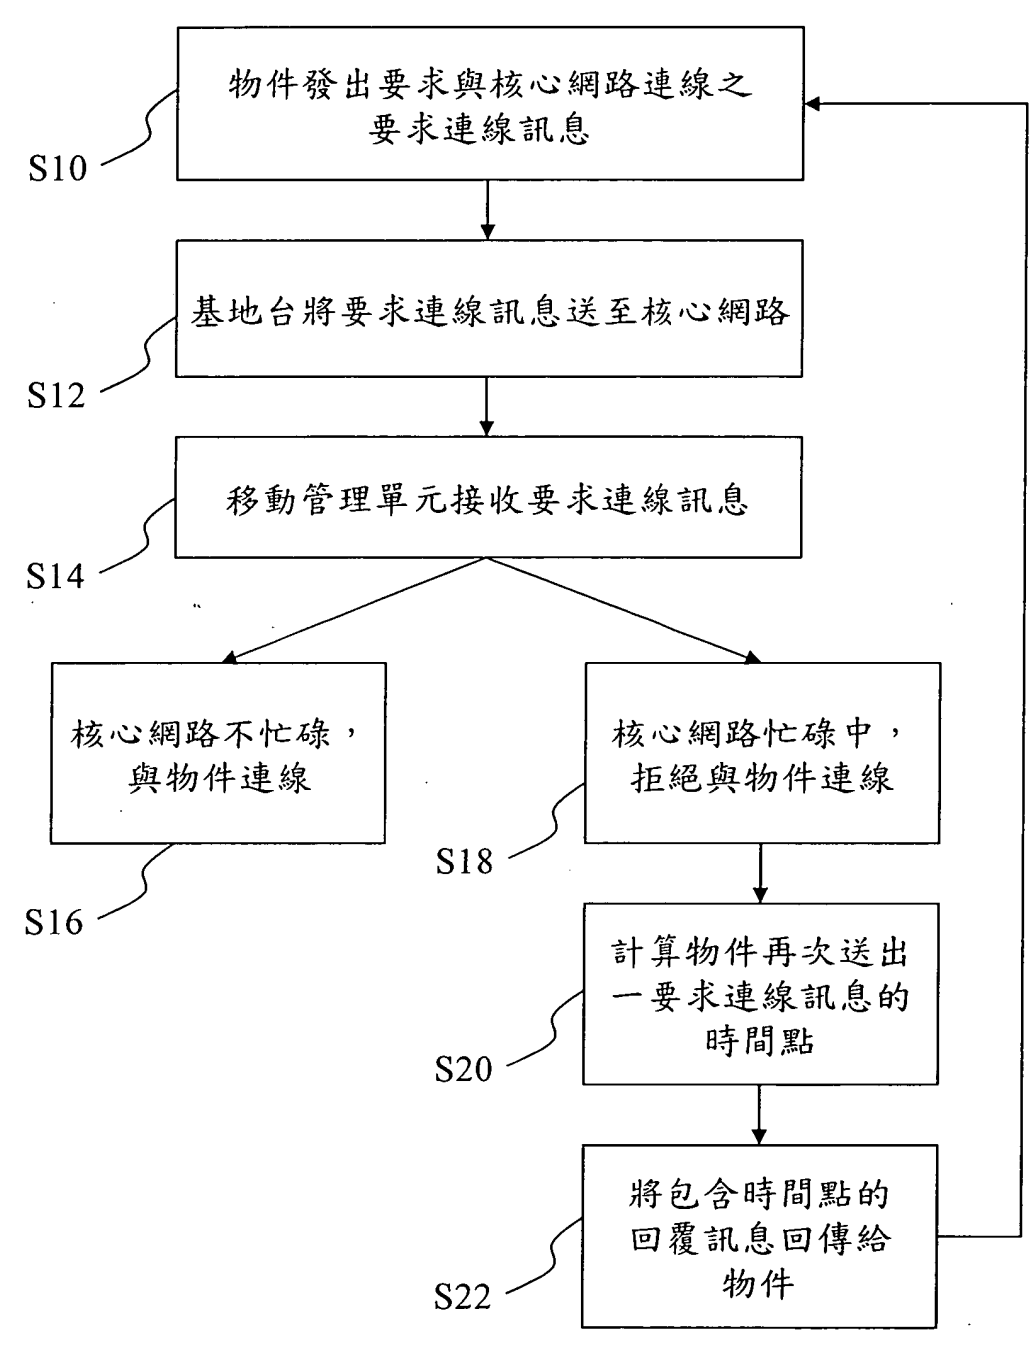 物件發出要求與核心網路連線之
要求連線訊息
S10
基地台將要求連線訊息送至核心網路
S12
移動管理單元接收要求連線訊息
S14
核心網路不忙碌，
與物件連線
S16
核心網路忙碌中，
拒絕與物件連線
S18
計算物件再次送出
一要求連線訊息的
時間點
S20
將包含時間點的
回覆訊息回傳給
物件
S22